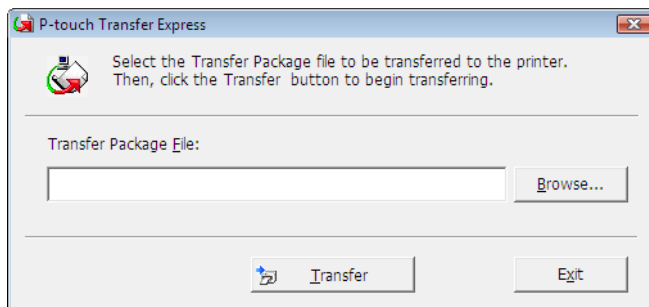 P-touch Transfer Express
Select the Transfer Package file to be transferred to the printer.
Then, click the Transfer button to begin transferring.
Transfer Package File:
Browse...
Transfer
Exit